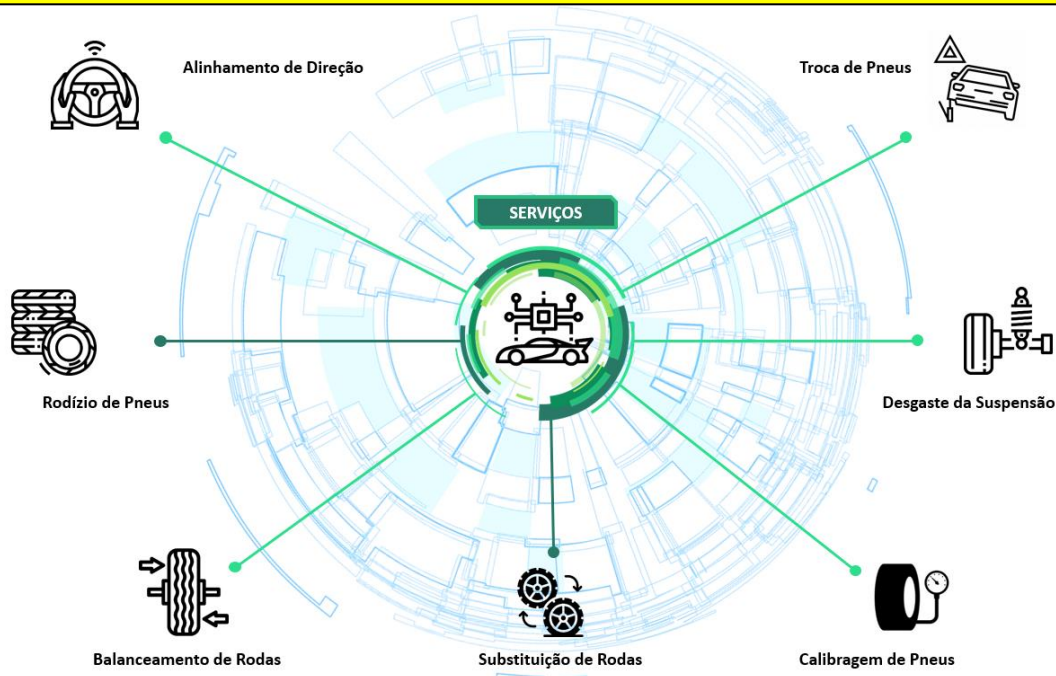 Alinhamento de Direção
Troca de Pneus
SERVIÇOS
Rodízio de Pneus
Desgaste da Suspensão
Balanceamento de Rodas
Substituição de Rodas
Calibragem de Pneus